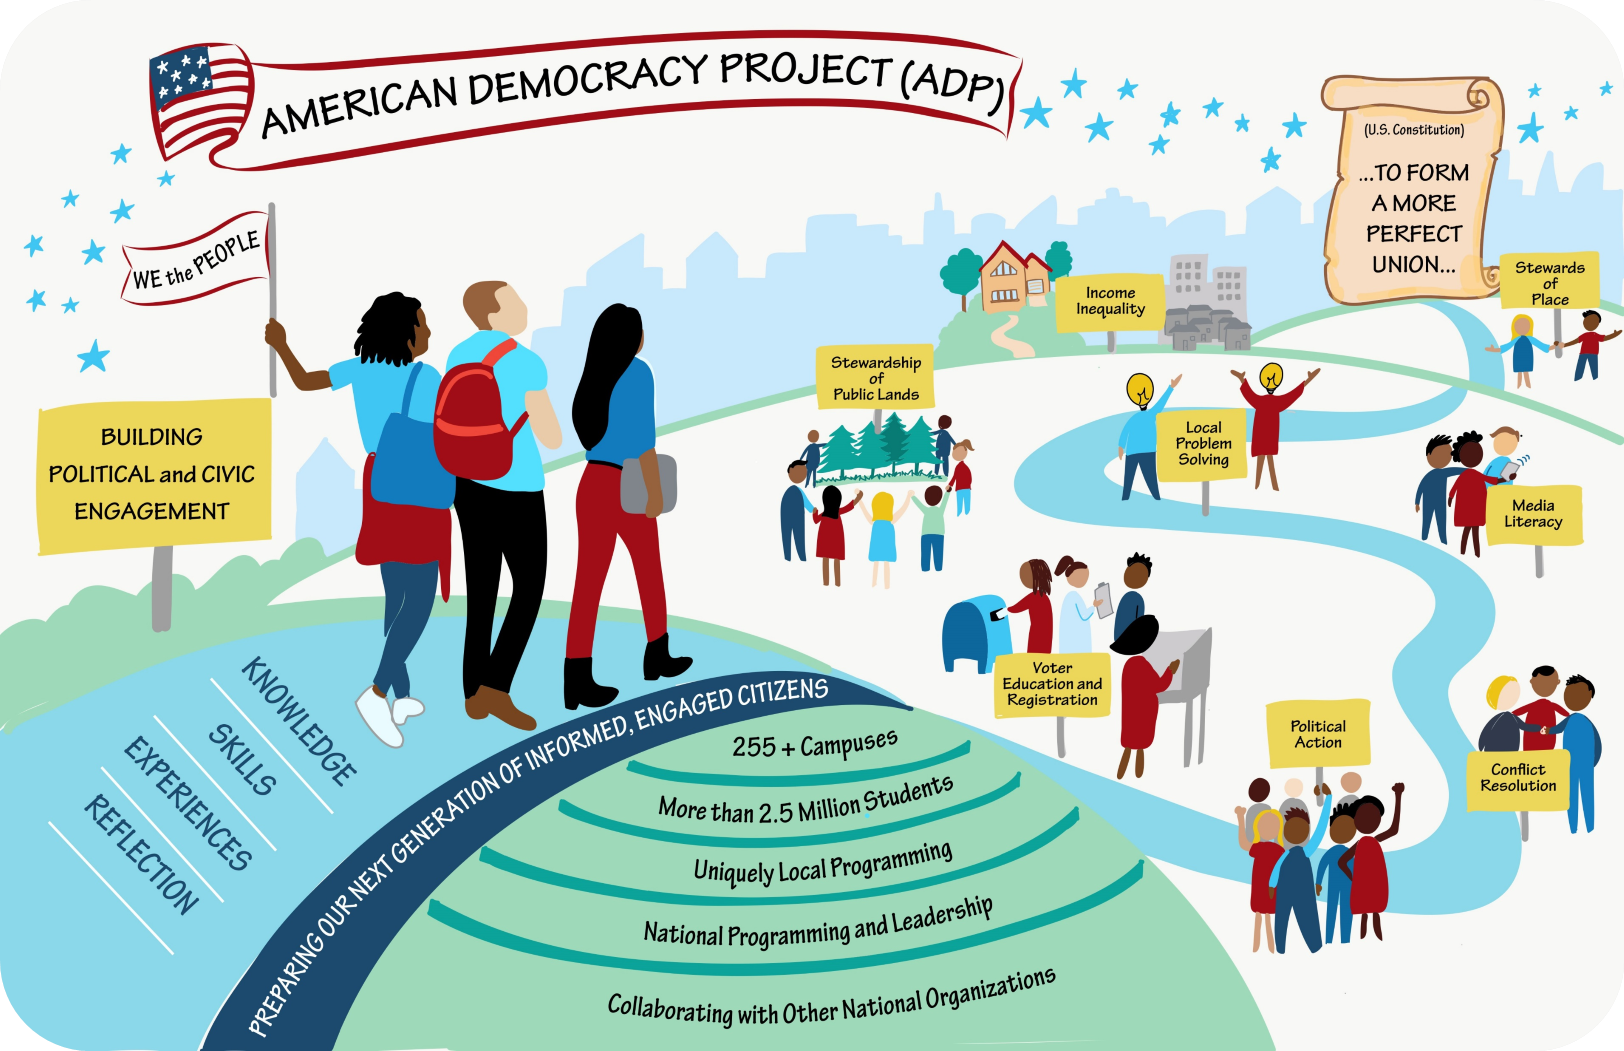 AMERICAN DEMOCRACY PROJECT (ADP)
WE the PEOPLE
BUILDING
POLITICAL and CIVIC
ENGAGEMENT
KNOWLEDGE
SKILLS
EXPERIENCES
REFLECTION
PREPARING OUR NEXT GENERATION OF INFORMED, ENGAGED CITIZENS
255 + Campuses
More than 2.5 Million Students
Uniquely Local Programming
National Programming and Leadership
Collaborating with Other National Organizations
Stewardship
of
Public Lands
Income
Inequality
(U.S. Constitution)
...TO FORM
A MORE
PERFECT
UNION...
Stewards
of
Place
Local
Problem
Solving
Media
Literacy
Voter
Education and
Registration
Political
Action
Conflict
Resolution